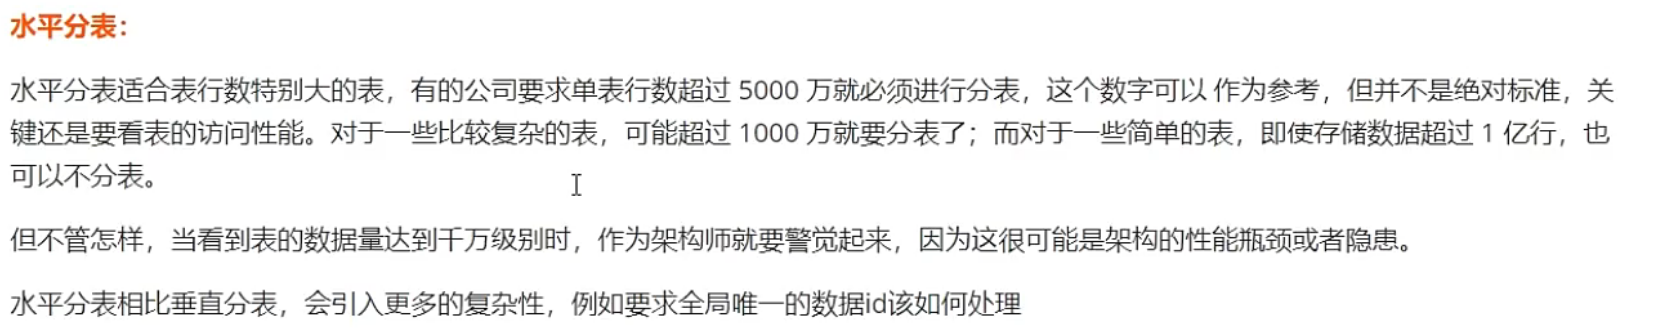 水平分表：
水平分表适合表行数特别大的表，有的公司要求单表行数超过 5000 万就必须进行分表，这个数字可以 作为参考，但并不是绝对标准，关
键还是要看表的访问性能。对于一些比较复杂的表，可能超过 1000 万就要分表了；而对于一些简单的表，即使存储数据超过 1 亿行，也
可以不分表。
但不管怎样，当看到表的数据量达到千万级别时，作为架构师就要警觉起来，因为这很可能是架构的性能瓶颈或者隐患。
水平分表相比垂直分表，会引入更多的复杂性，例如要求全局唯一的数据id该如何处理